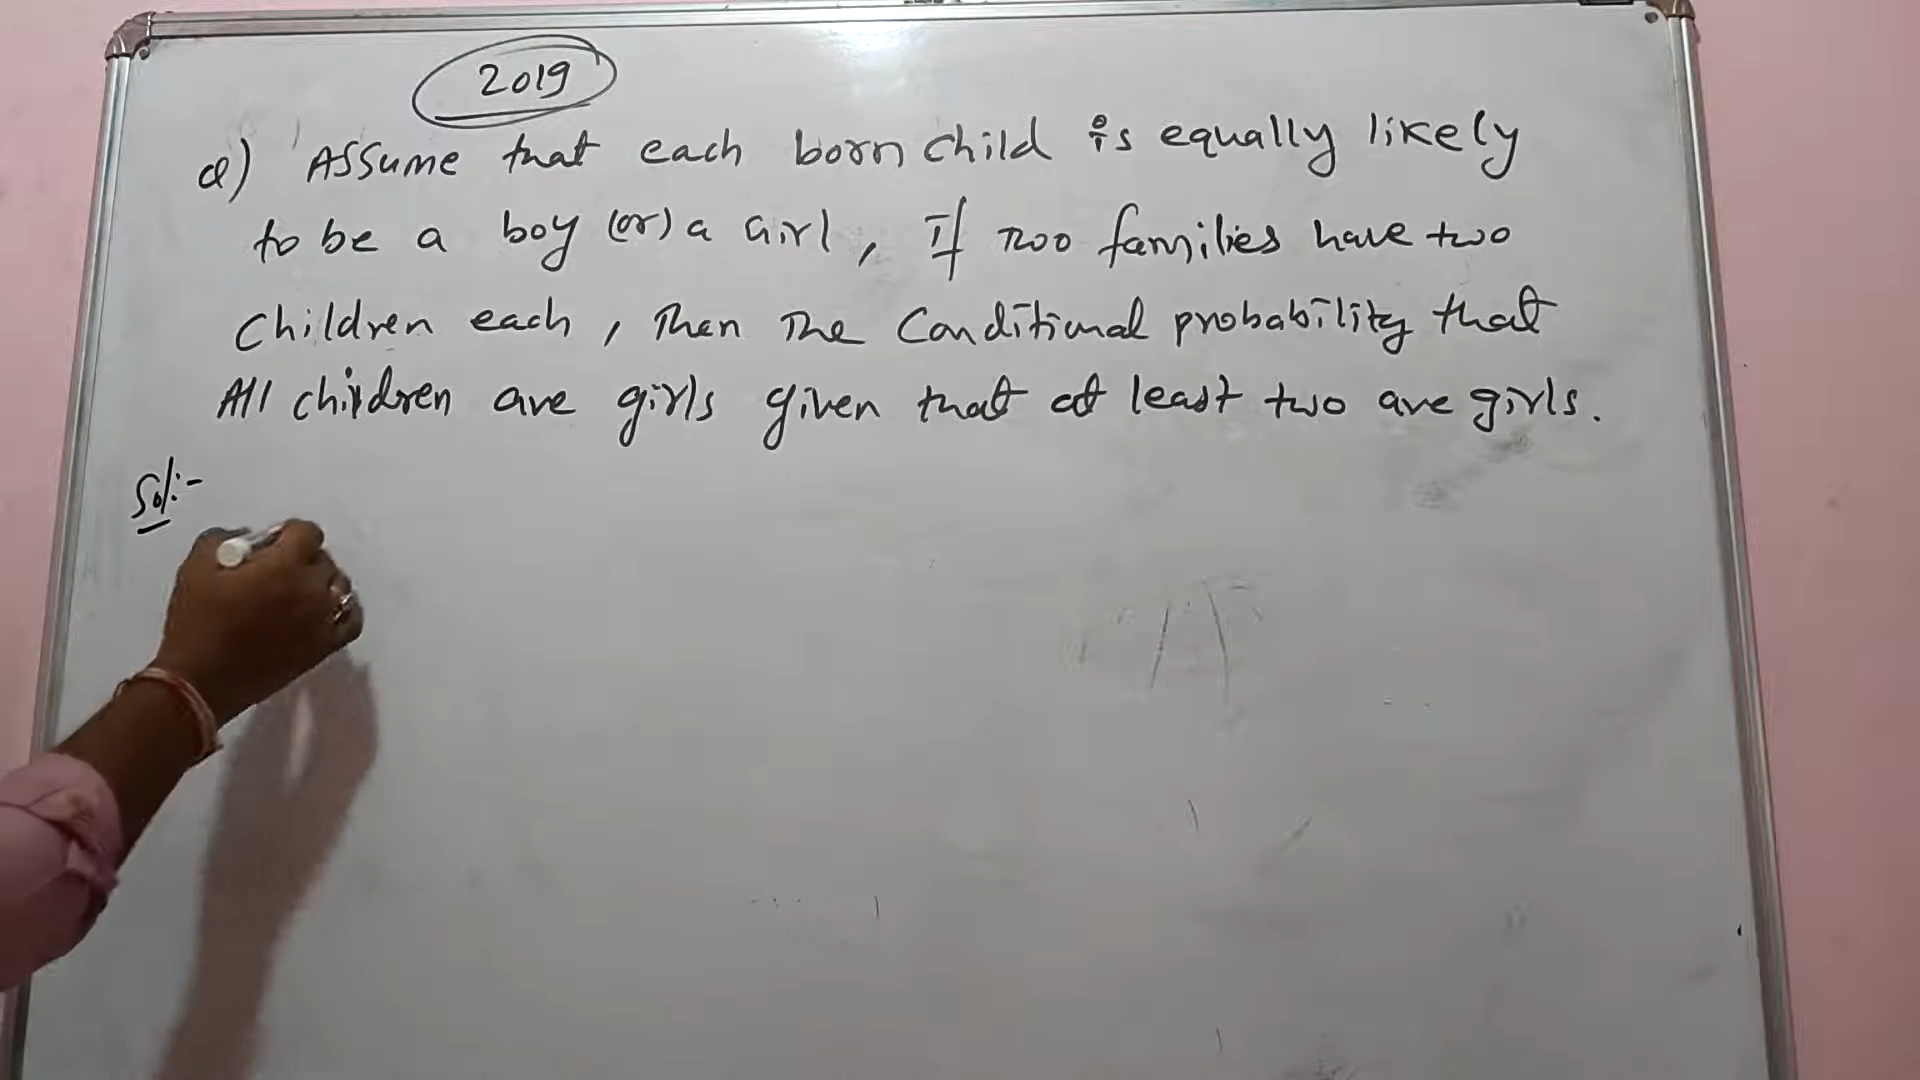 2019
Q) Assume that each born child is equally likely
to be a boy (or) a Girl, If two families have two
Children each, Then The Conditional probability that
All children are girls given that at least two are girls.
Sol:-